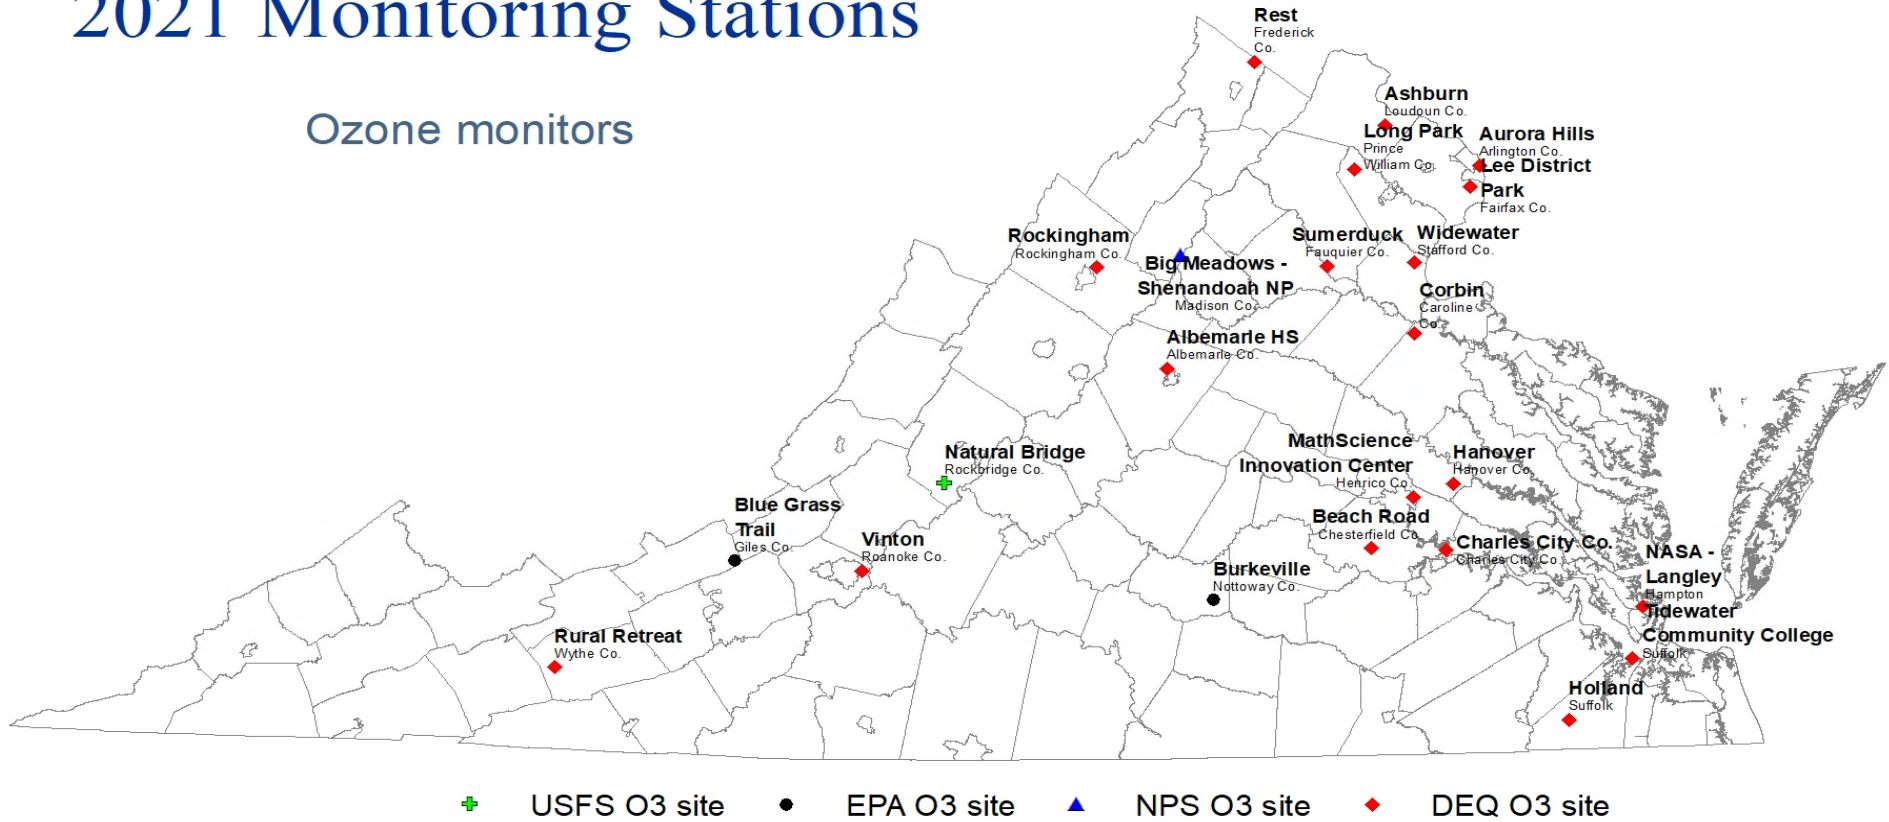 2021 Monitoring Stations
Ozone monitors
Rest
Frederick
Co.
Ashburn
Loudoun Co.
Long Park
Prince
William Co.
Aurora Hills
Arlington Co.
Lee District
Park
Fairfax Co.
Rockingham
Rockingham Co.
Big Meadows -
Shenandoah NP
Madison Co.
Sumerduck
Fauquier Co.
Widewater
Stafford Co.
Corbin
Caroline
Co.
Albemarle HS
Albemarle Co.
Natural Bridge
Rockbridge Co.
MathScience
Innovation Center
Henrico Co.
Hanover
Hanover Co.
Blue Grass
Trail
Giles Co.
Vinton
Roanoke Co.
Beach Road
Chesterfield Co.
Charles City Co.
Charles City Co.
Burkeville
Nottoway Co.
NASA -
Langley
Hampton
Tidewater
Community College
Suffolk
Rural Retreat
Wythe Co.
Holland
Suffolk
USFS O3 site
EPA O3 site
NPS O3 site
DEQ O3 site